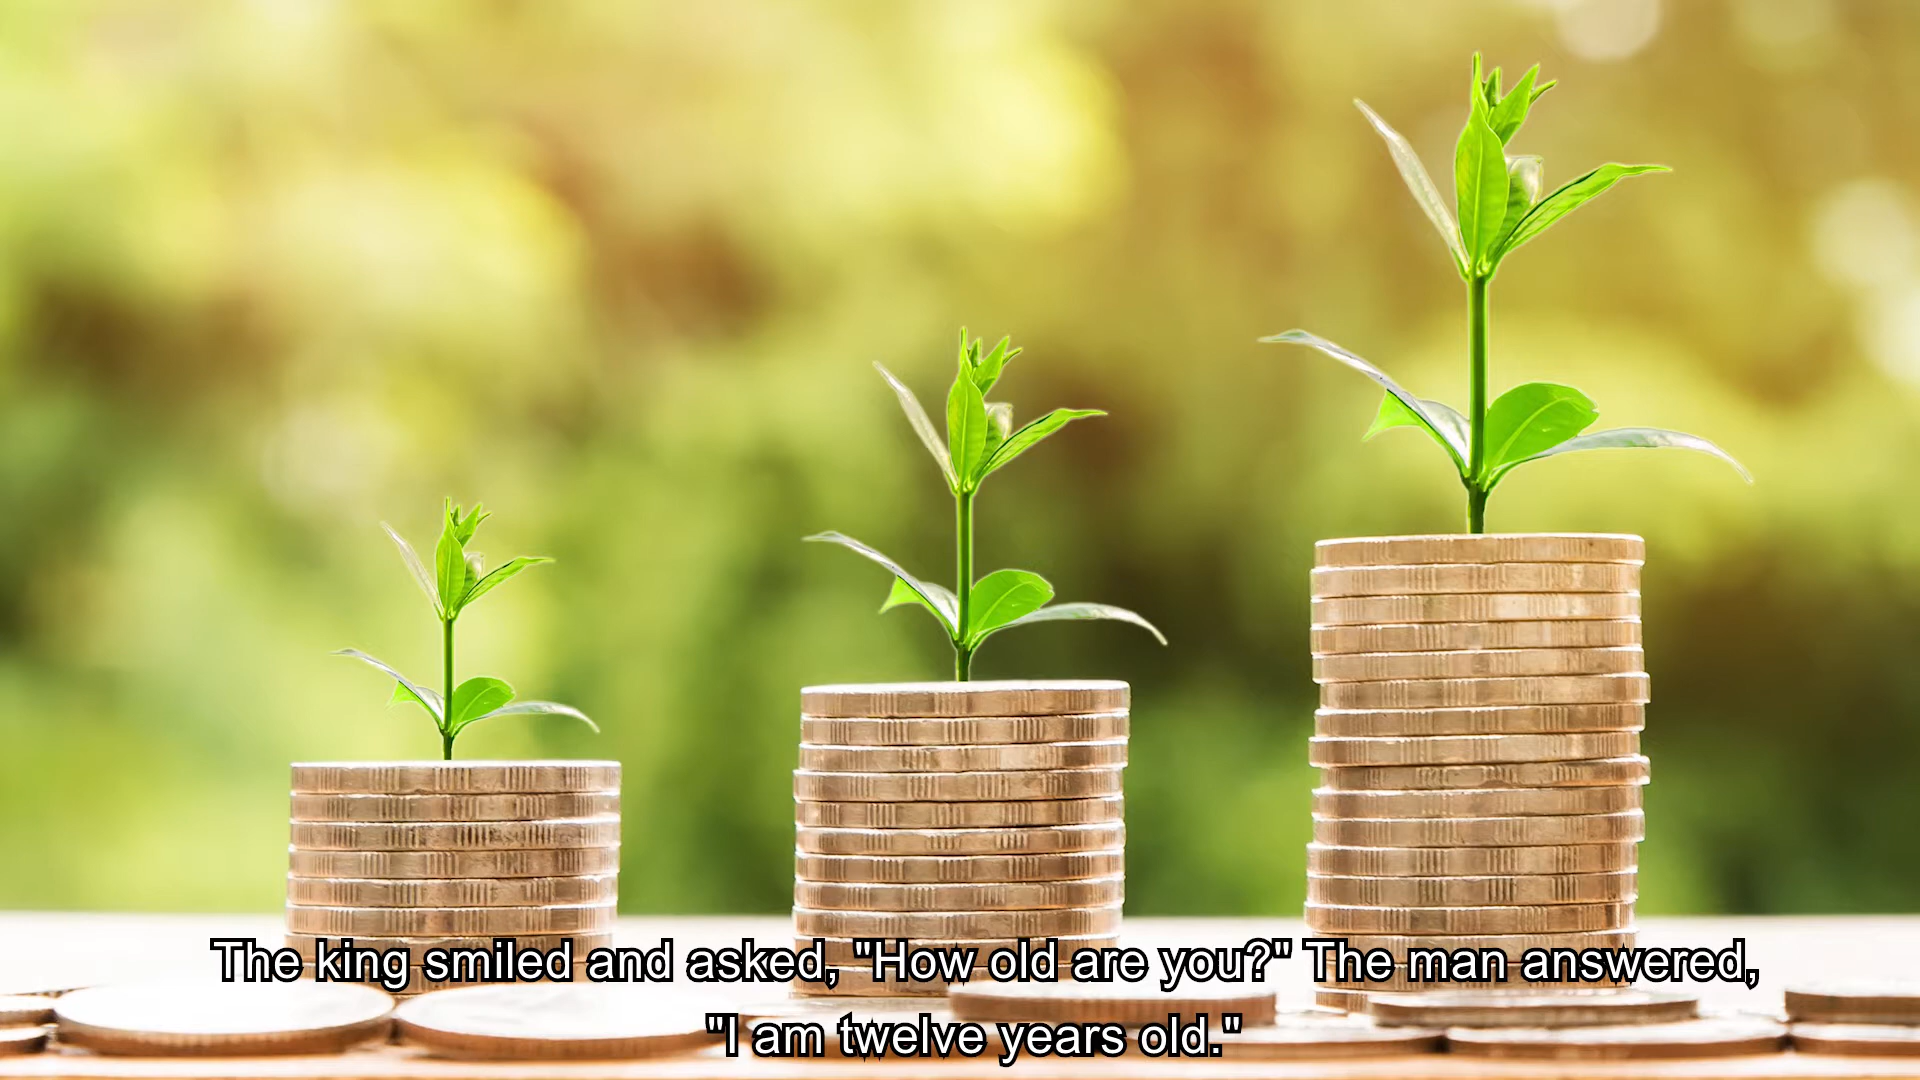 The king smiled and asked, "How old are you?" The man answered,
"I am twelve years old."